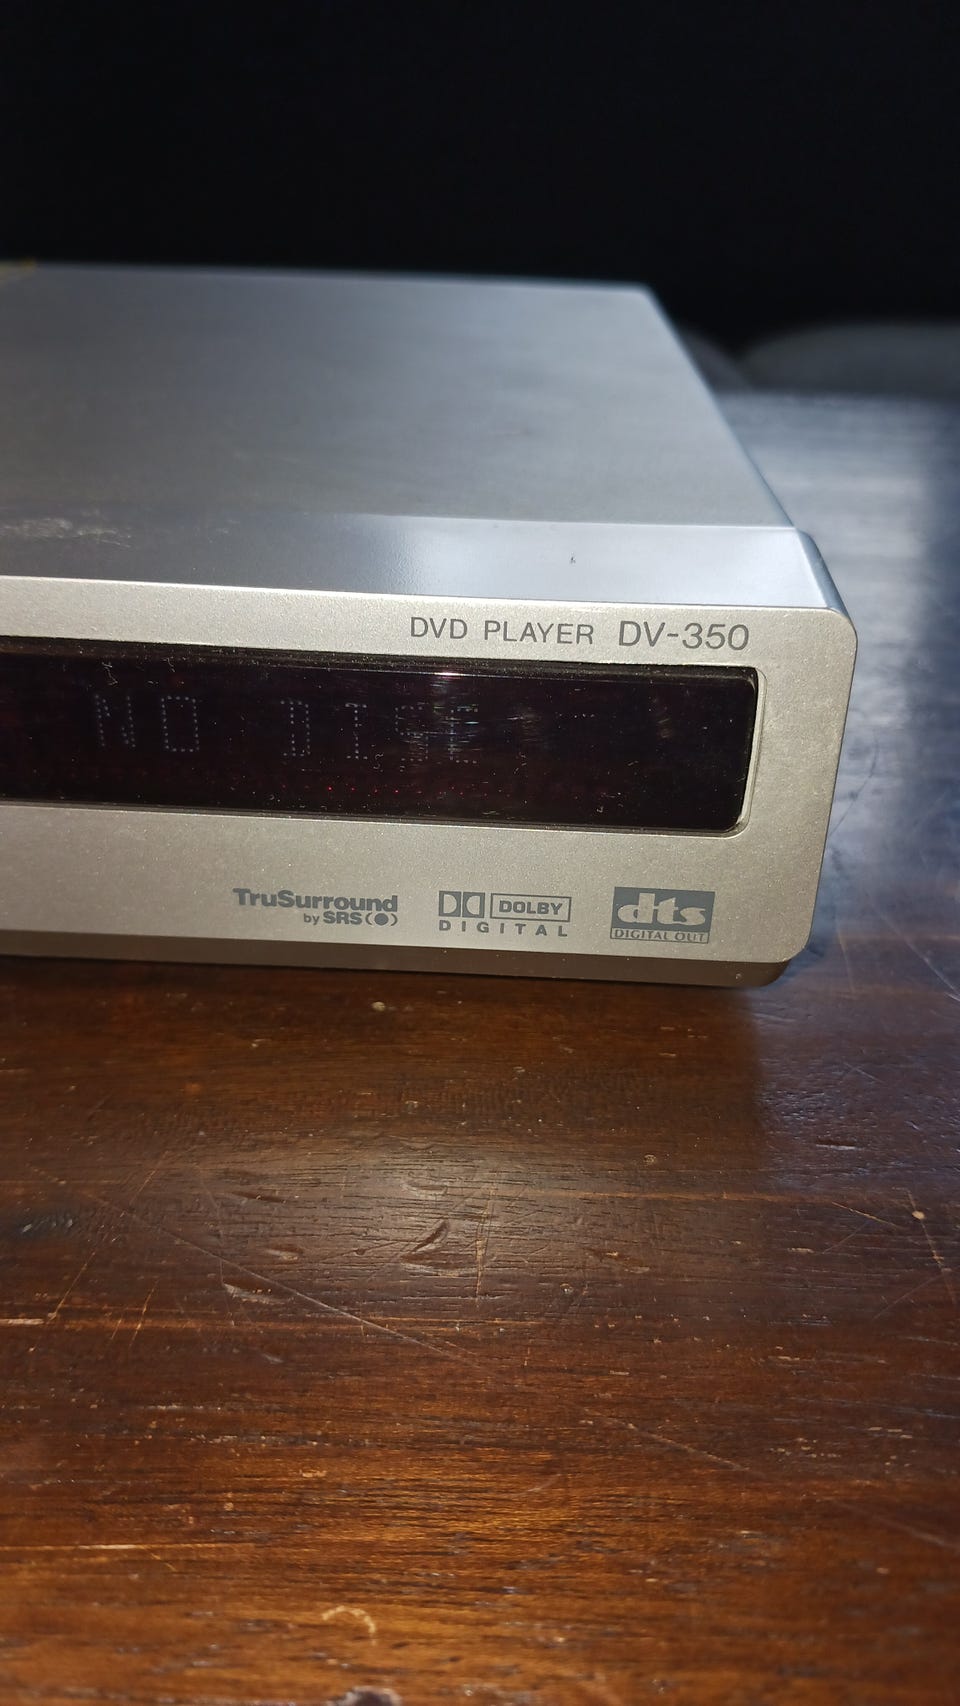 DVD PLAYER DV-350
NO DISC
TruSurround
by SRS
DOLBY
DIGITAL
dts
DIGITAL OUT